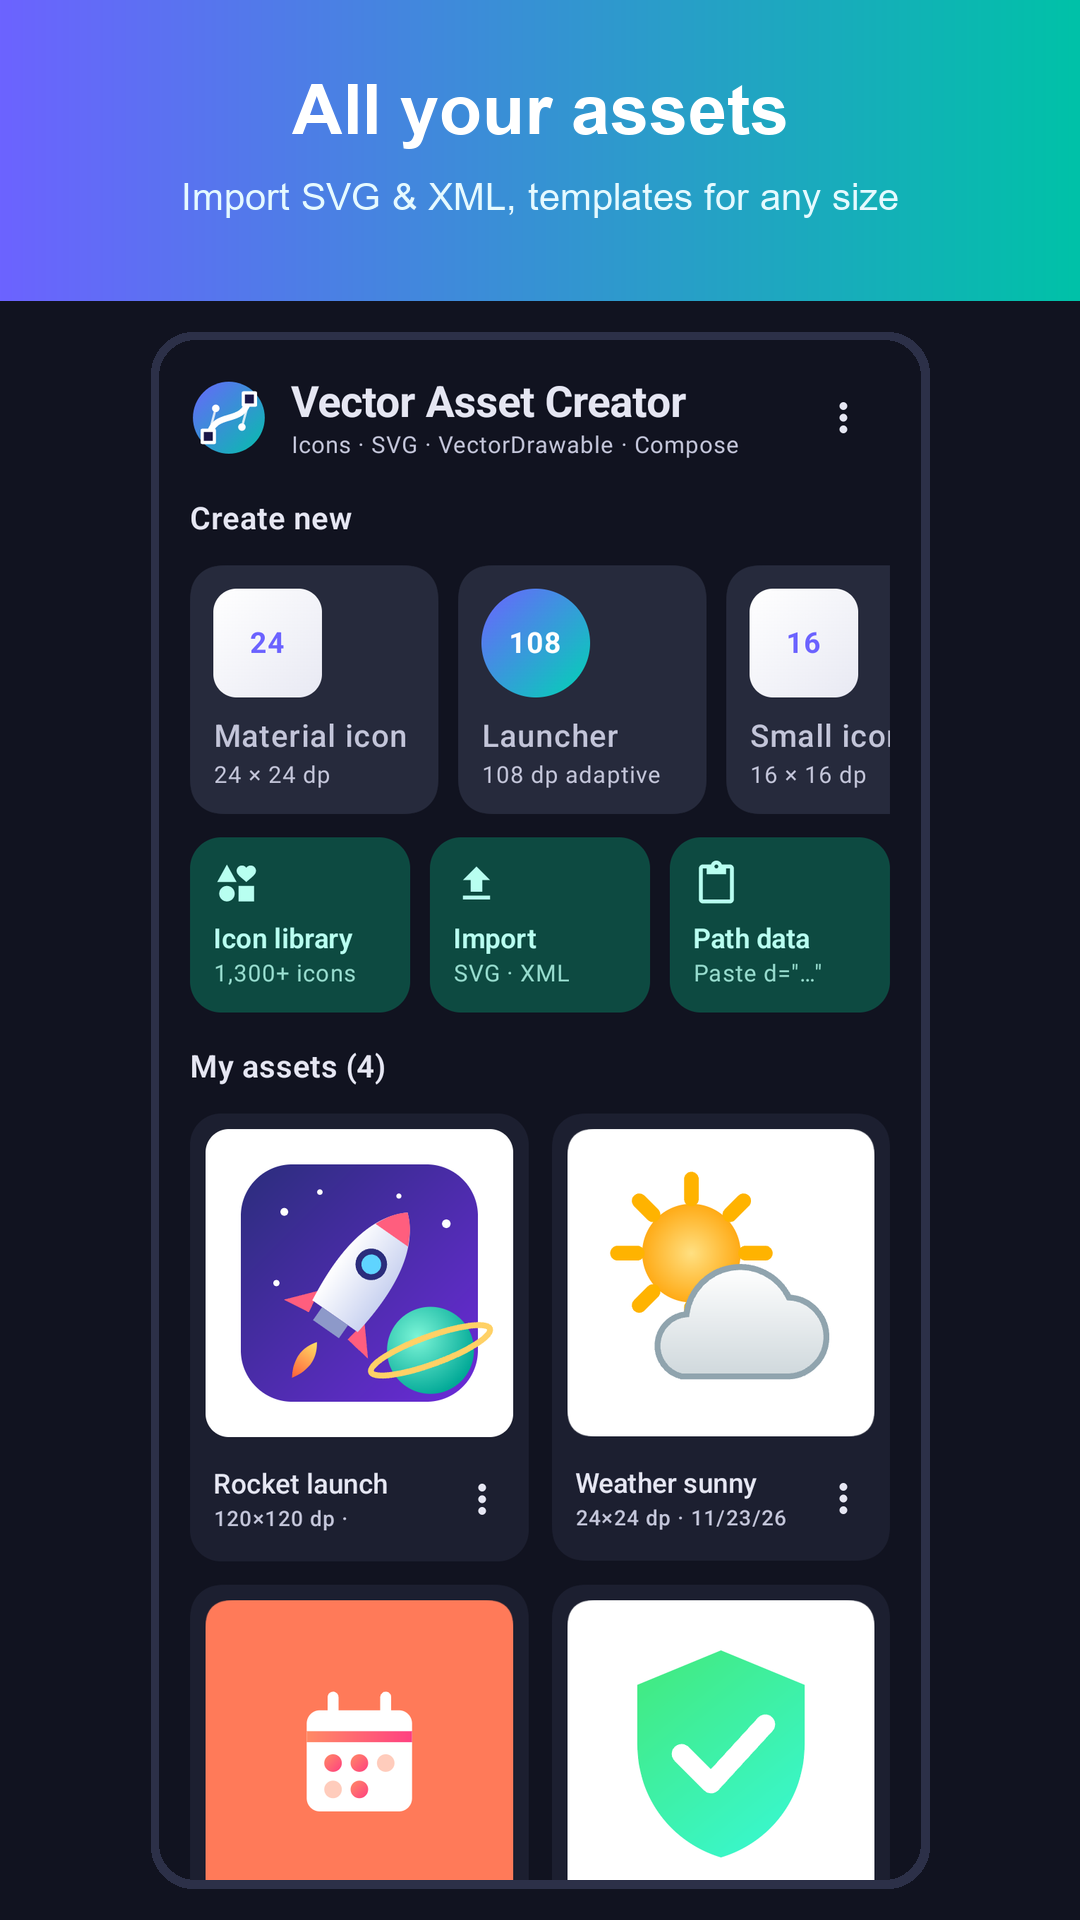 All your assets
Import SVG & XML, templates for any size
Vector Asset Creator
Icons · SVG · VectorDrawable · Compose
Create new
24
108
16
Material icon
Launcher
Small icon
24 × 24 dp
108 dp adaptive
16 × 16 dp
Icon library
Import
Path data
1,300+ icons
SVG · XML
Paste d="…"
My assets (4)
Rocket launch
120×120 dp ·
Weather sunny
24×24 dp · 11/23/26